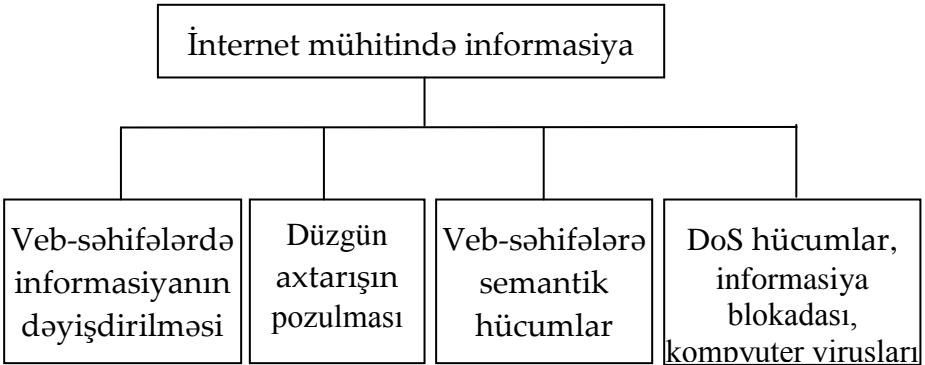 İnternet mühitində informasiya
Veb-səhifələrdə
informasiyanın
dəyişdirilməsi
Düzgün
axtarışın
pozulması
Veb-səhifələrə
semantik
hücumlar
DoS hücumlar,
informasiya
blokadası,
kompyuter virusları